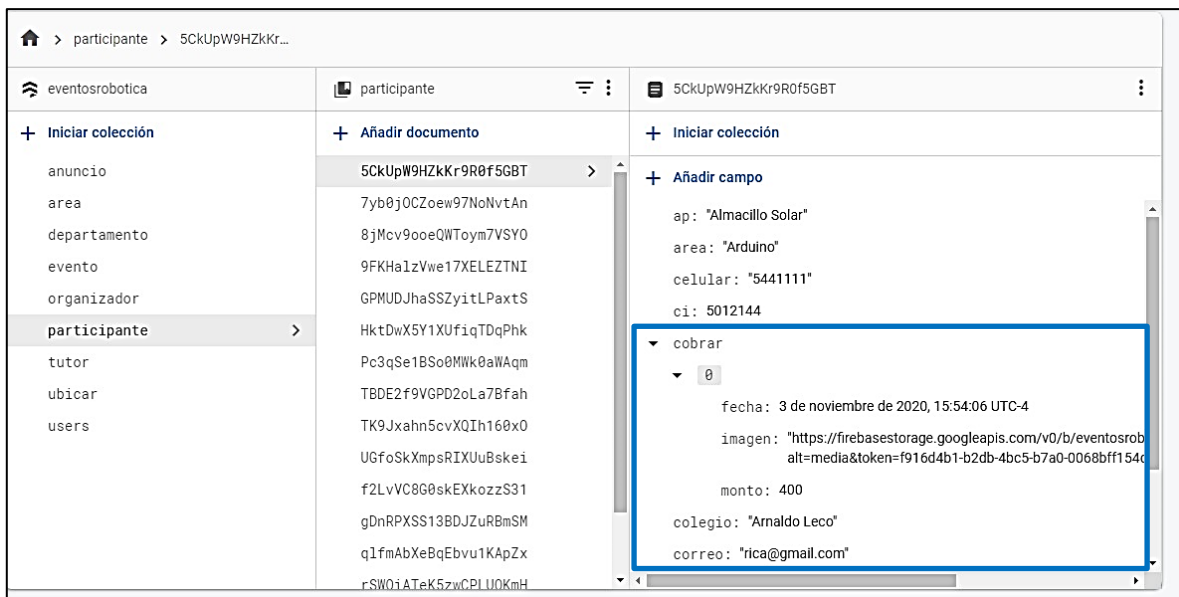 participante > 5CkUpW9HZkKr...
eventosrobotica
participante
5CkUpW9HZkKr9R0f5GBT
+ Iniciar colección
+ Añadir documento
+ Iniciar colección
anuncio
area
departamento
evento
organizador
participante
tutor
ubicar
users
5CkUpW9HZkKr9R0f5GBT
7yb0jOCZoew97NoNvtAn
8jMcv9ooeQWToym7VSYO
9FKHalzVwe17XELEZTNI
GPMUDJhaSSZyitLPaxtS
HktDwX5Y1XUfiqTDqPhk
Pc3qSe1BSo0MWk0aWAqm
TBDE2f9VGPD2oLa7Bfah
TK9Jxahn5cvXQIh160xO
UGfoSkXmpsRIXUuBskei
f2LvVC8G0skEXkozzS31
gDnRPXSS13BDJZuRBmSM
qlfmAbXeBqEbvu1KApZx
rSWOiATeK5zwCPLUOKmH
+ Añadir campo
ap: "Almacillo Solar"
area: "Arduino"
celular: "5441111"
ci: 5012144
cobrar
0
fecha: 3 de noviembre de 2020, 15:54:06 UTC-4
imagen: "https://firebasestorage.googleapis.com/v0/b/eventosrob
alt=media&token=f916d4b1-b2db-4bc5-b7a0-0068bff154c
monto: 400
colegio: "Arnaldo Leco"
correo: "rica@gmail.com"